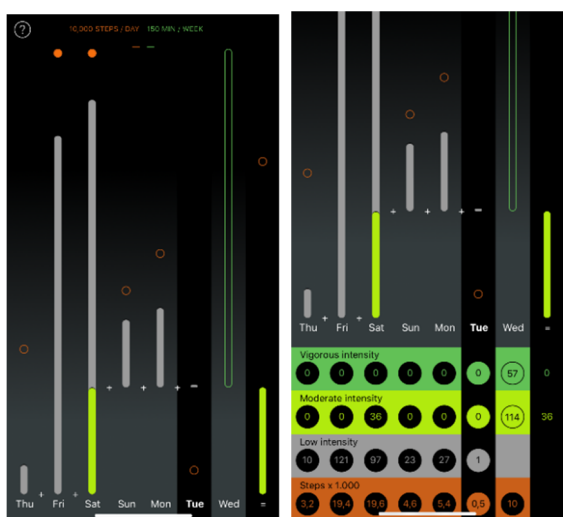 ?
10,000 STEPS / DAY 150 MIN / WEEK
+ + + + + -
Thu Fri Sat Sun Mon Tue Wed =
+ + + + + -
Thu Fri Sat Sun Mon Tue Wed =
Vigorous intensity
0 0 0 0 0 0 57 0
Moderate intensity
0 0 36 0 0 0 114 36
Low intensity
10 121 97 23 27 1
Steps x 1.000
3,2 19,4 19,6 4,6 5,4 0,5 10